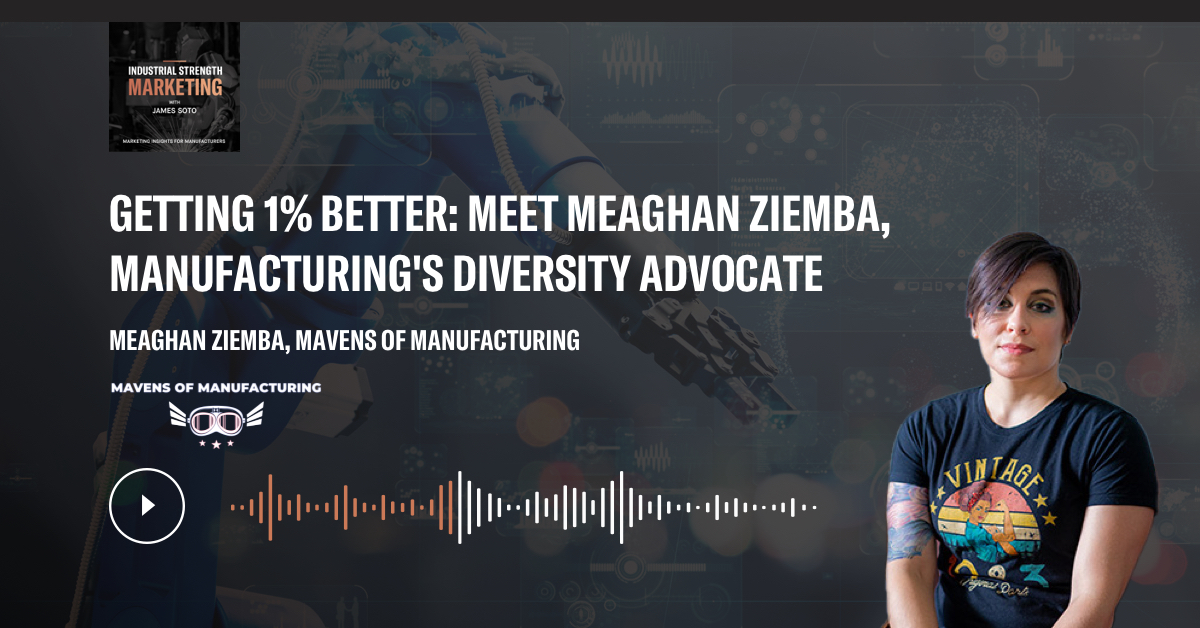 INDUSTRIAL STRENGTH
MARKETING
WITH
JAMES SOTO
MARKETING INSIGHTS FOR MANUFACTURERS
GETTING 1% BETTER: MEET MEAGHAN ZIEMBA,
MANUFACTURING'S DIVERSITY ADVOCATE
MEAGHAN ZIEMBA, MAVENS OF MANUFACTURING
MAVENS OF MANUFACTURING
VINTAGE